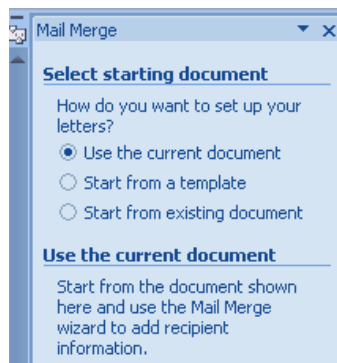 Mail Merge
Select starting document
How do you want to set up your
letters?
Use the current document
Start from a template
Start from existing document
Use the current document
Start from the document shown
here and use the Mail Merge
wizard to add recipient
information.